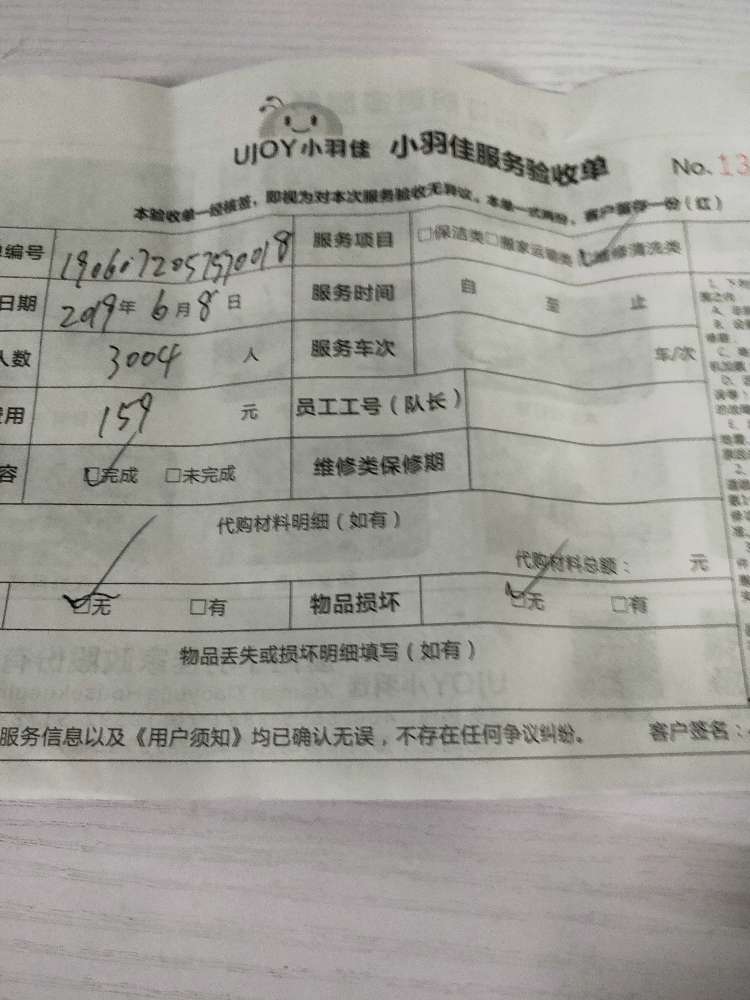 UJOY小羽佳 小羽佳服务验收单 No. 13
本验收单一经核签，即视为对本次服务验收无异议。本单一式两份，客户留存一份（红）
编号 1906072057570018 服务项目 □保洁类□搬家运输类□维修清洗类
日期 2019年 6月 8日 服务时间 自 至 止
人数 3004 人 服务车次 车/次
费用 159 元 员工工号（队长）
容 □完成 □未完成 维修类保修期
代购材料明细（如有）
代购材料总额： 元
□无 □有 物品损坏 □无 □有
物品丢失或损坏明细填写（如有）
服务信息以及《用户须知》均已确认无误，不存在任何争议纠纷。 客户签名：